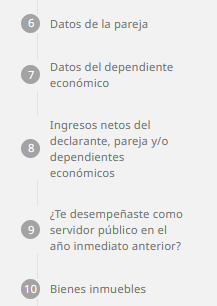 6 Datos de la pareja
7 Datos del dependiente
económico
8 Ingresos netos del
declarante, pareja y/o
dependientes
económicos
9 ¿Te desempeñaste como
servidor público en el
año inmediato anterior?
10 Bienes inmuebles